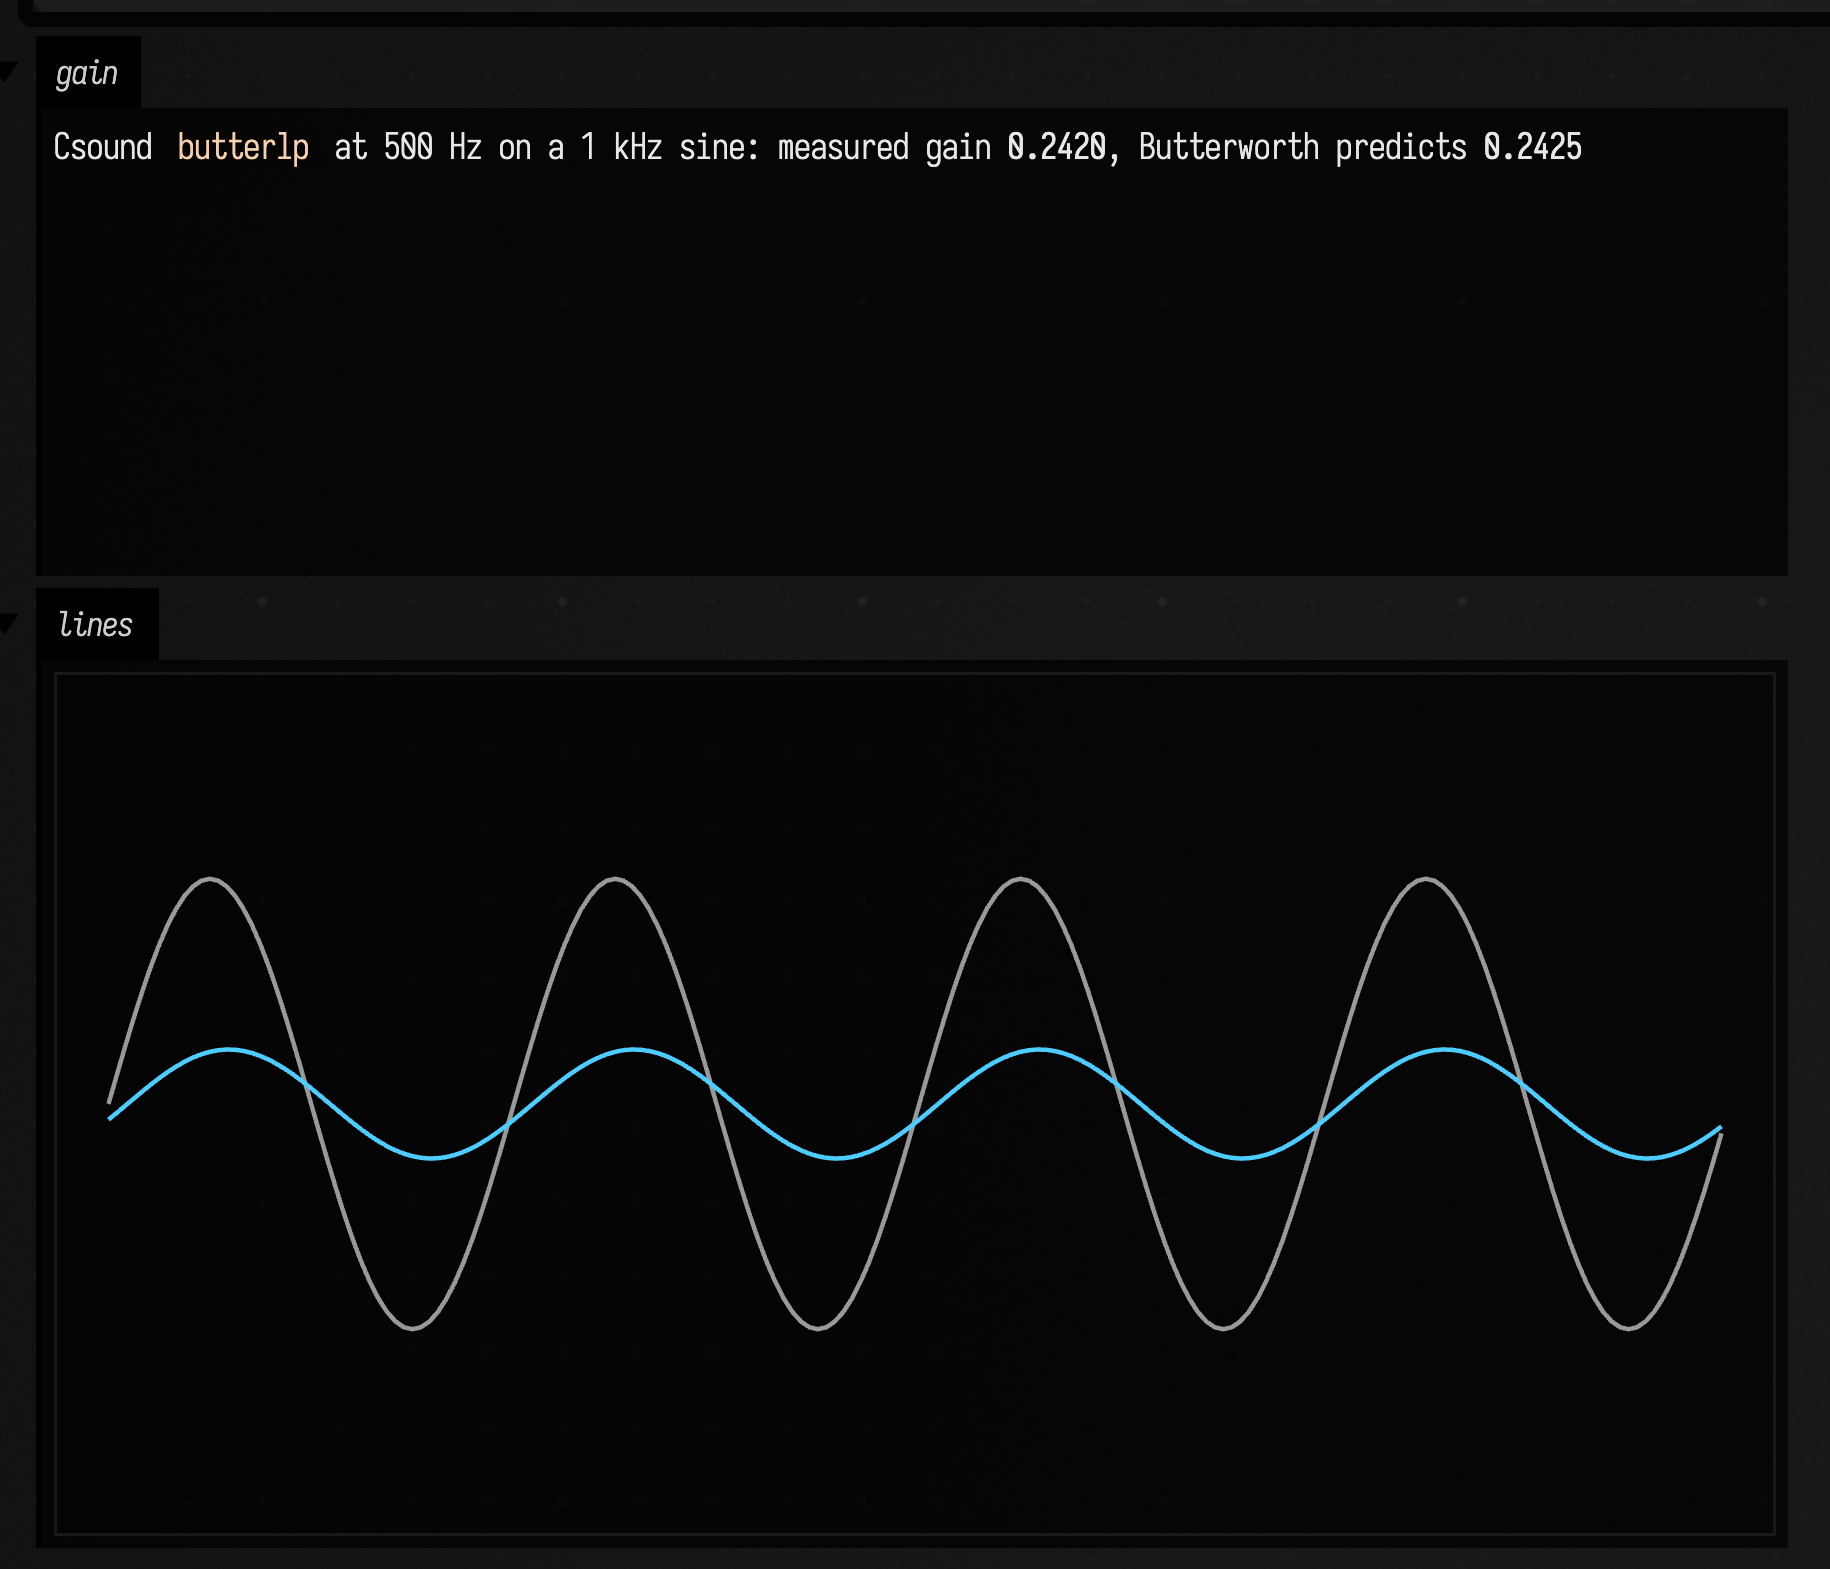 gain
Csound butterlp at 500 Hz on a 1 kHz sine: measured gain 0.2420, Butterworth predicts 0.2425
lines